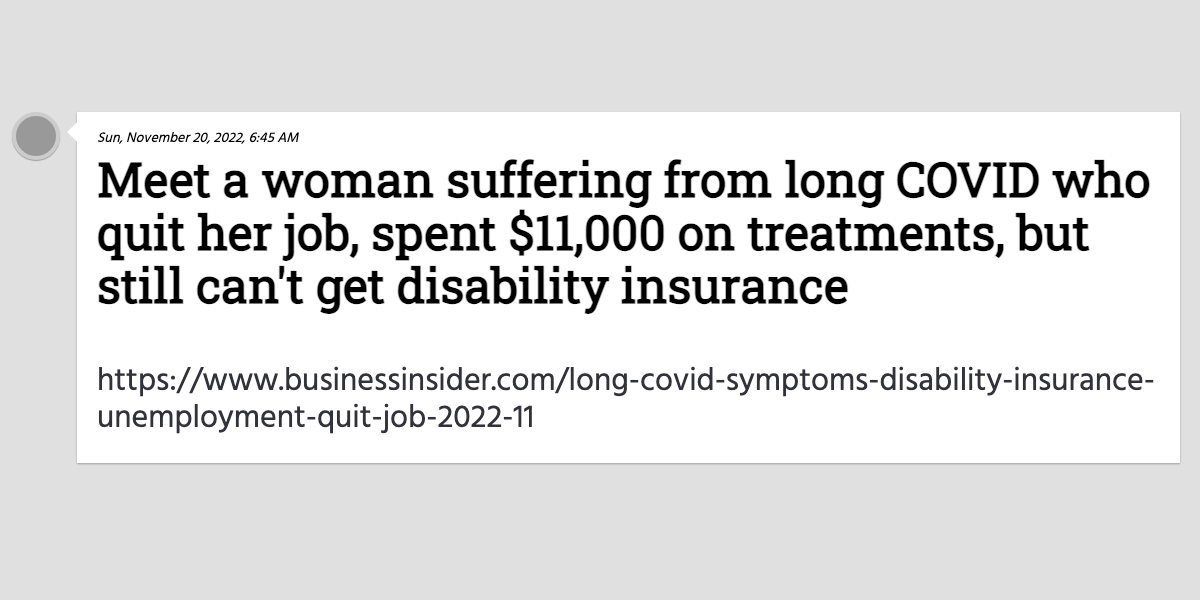 Sun, November 20, 2022, 6:45 AM
Meet a woman suffering from long COVID who
quit her job, spent $11,000 on treatments, but
still can't get disability insurance
https://www.businessinsider.com/long-covid-symptoms-disability-insurance-
unemployment-quit-job-2022-11